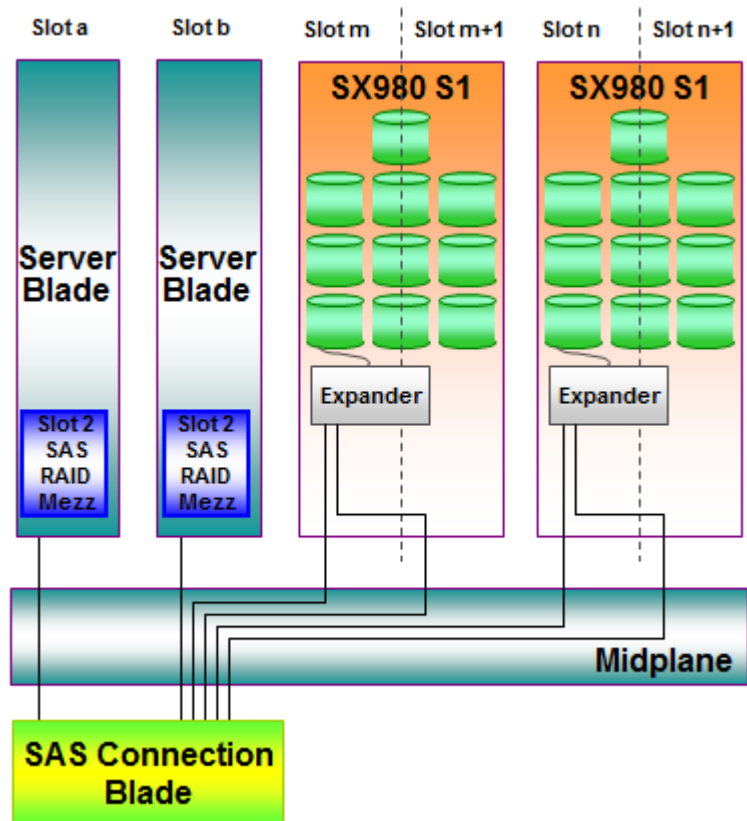 Slot a
Slot b
Slot m
Slot m+1
Slot n
Slot n+1
SX980 S1
SX980 S1
Server
Blade
Server
Blade
Expander
Expander
Slot 2
SAS
RAID
Mezz
Slot 2
SAS
RAID
Mezz
Midplane
SAS Connection
Blade